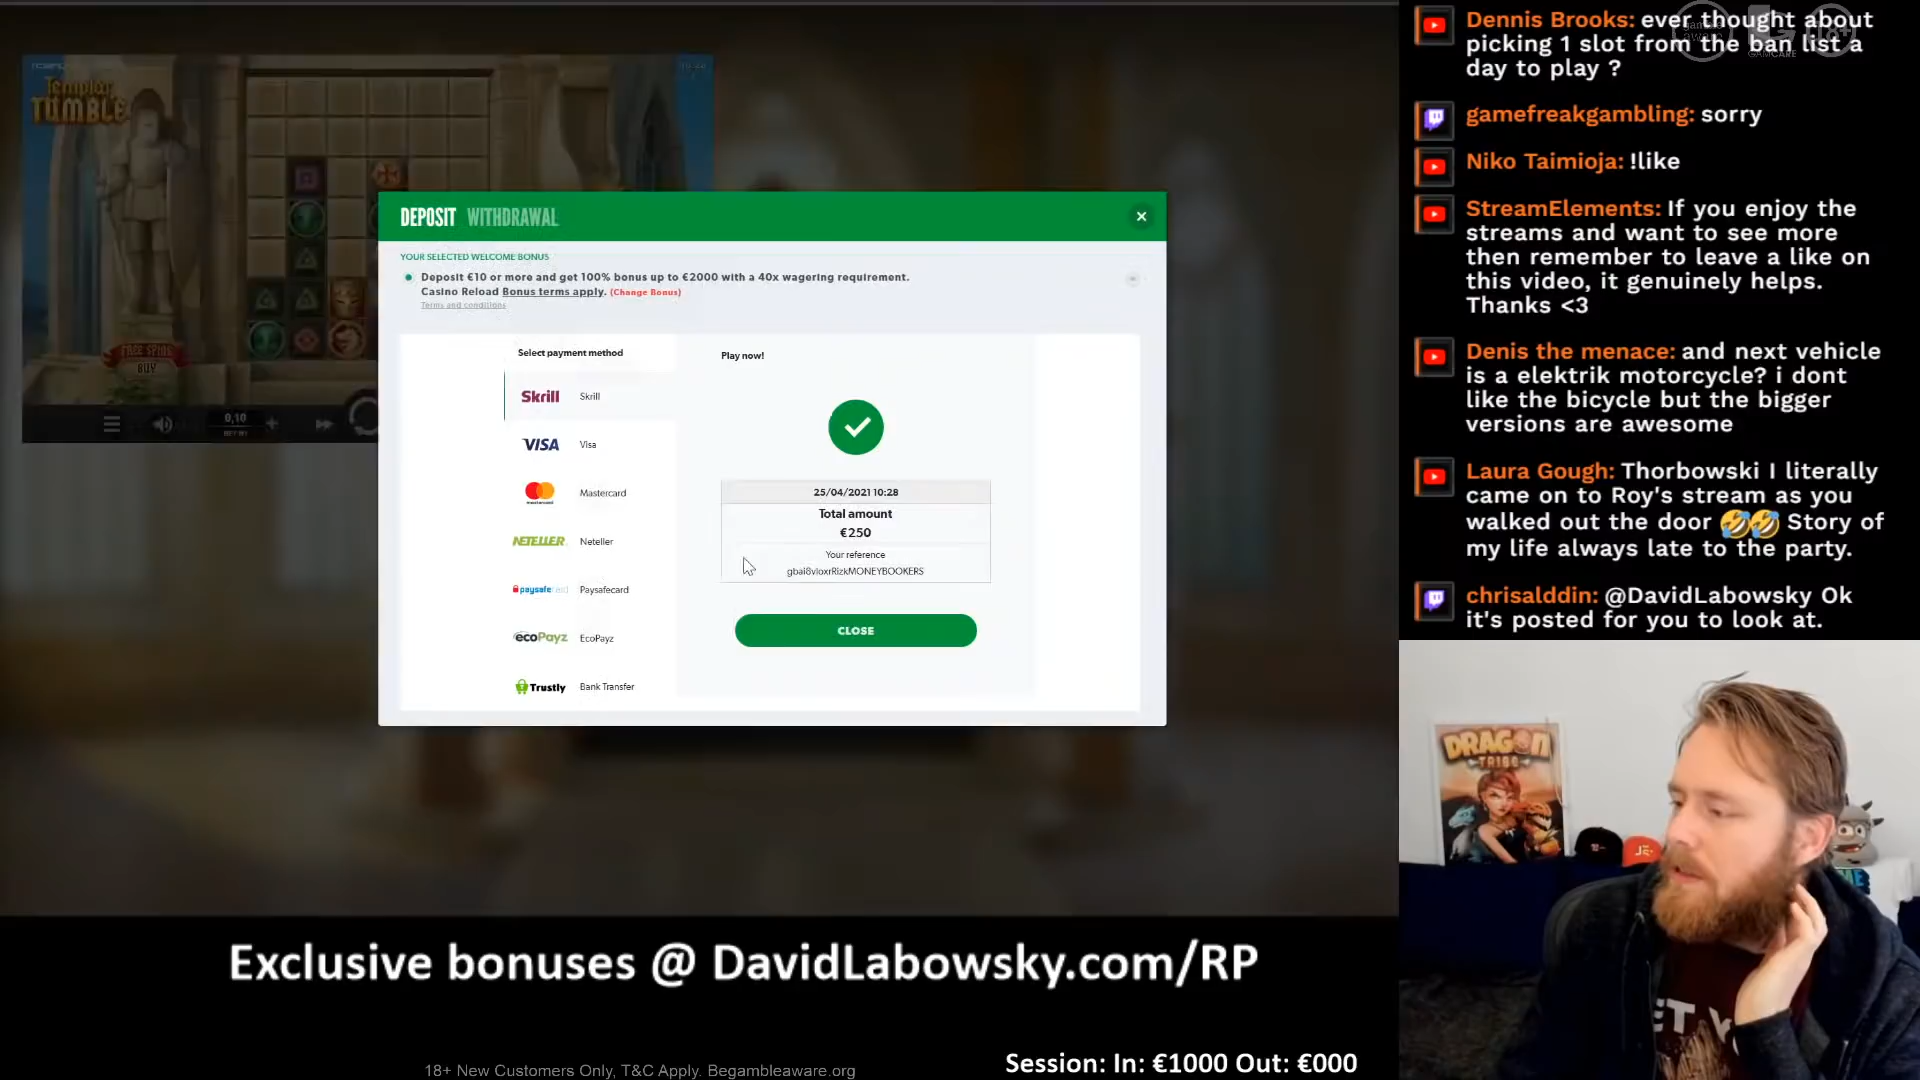 Templar
TUMBLE
FREE SPINS
BUY
0,10
DEPOSIT WITHDRAWAL
YOUR SELECTED WELCOME BONUS
Deposit €10 or more and get 100% bonus up to €2000 with a 40x wagering requirement.
Casino Reload Bonus terms apply. (Change Bonus)
Terms and conditions
Select payment method
Skrill Skrill
VISA Visa
mastercard Mastercard
NETELLER Neteller
paysafecard Paysafecard
ecoPayz EcoPayz
Trustly Bank Transfer
Play now!
25/04/2021 10:28
Total amount
€250
Your reference
CLOSE
Exclusive bonuses @ DavidLabowsky.com/RP
18+ New Customers Only, T&C Apply. Begambleaware.org
Session: In: €1000 Out: €000
Dennis Brooks: ever thought about
picking 1 slot from the ban list a
day to play ?
GAMCARE
18+
gamefreakgambling: sorry
Niko Taimioja: !like
StreamElements: If you enjoy the
streams and want to see more
then remember to leave a like on
this video, it genuinely helps.
Thanks <3
Denis the menace: and next vehicle
is a elektrik motorcycle? i dont
like the bicycle but the bigger
versions are awesome
Laura Gough: Thorbowski I literally
came on to Roy's stream as you
walked out the door 🤣🤣 Story of
my life always late to the party.
chrisalddin: @DavidLabowsky Ok
it's posted for you to look at.
DRAGON
TRIBE